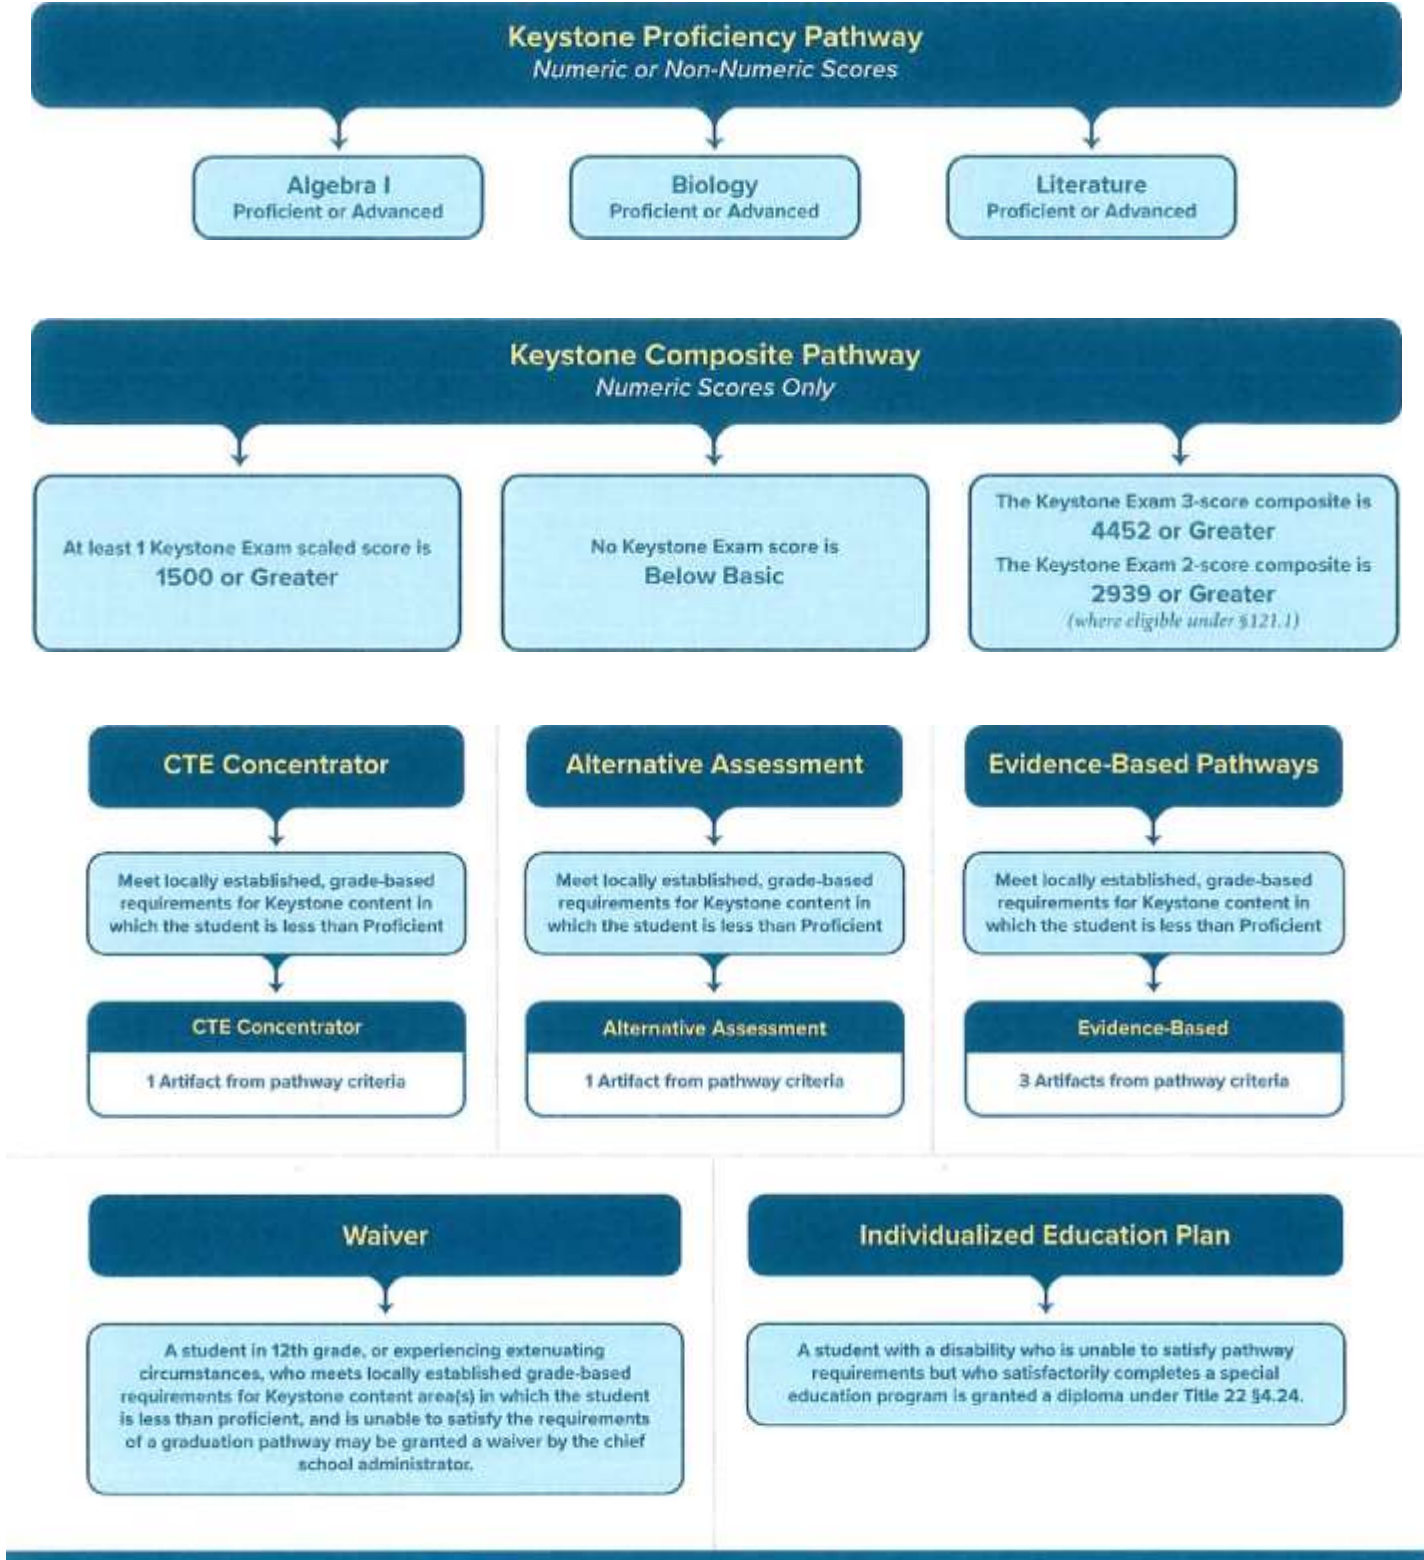 Keystone Proficiency Pathway
Numeric or Non-Numeric Scores
Algebra I
Proficient or Advanced
Biology
Proficient or Advanced
Literature
Proficient or Advanced
Keystone Composite Pathway
Numeric Scores Only
At least 1 Keystone Exam scaled score is
1500 or Greater
No Keystone Exam score is
Below Basic
The Keystone Exam 3-score composite is
4452 or Greater
The Keystone Exam 2-score composite is
2939 or Greater
(where eligible under §121.1)
CTE Concentrator
Meet locally established, grade-based
requirements for Keystone content in
which the student is less than Proficient
CTE Concentrator
1 Artifact from pathway criteria
Alternative Assessment
Meet locally established, grade-based
requirements for Keystone content in
which the student is less than Proficient
Alternative Assessment
1 Artifact from pathway criteria
Evidence-Based Pathways
Meet locally established, grade-based
requirements for Keystone content in
which the student is less than Proficient
Evidence-Based
3 Artifacts from pathway criteria
Waiver
A student in 12th grade, or experiencing extenuating
circumstances, who meets locally established grade-based
requirements for Keystone content area(s) in which the student
is less than proficient, and is unable to satisfy the requirements
of a graduation pathway may be granted a waiver by the chief
school administrator.
Individualized Education Plan
A student with a disability who is unable to satisfy pathway
requirements but who satisfactorily completes a special
education program is granted a diploma under Title 22 §4.24.